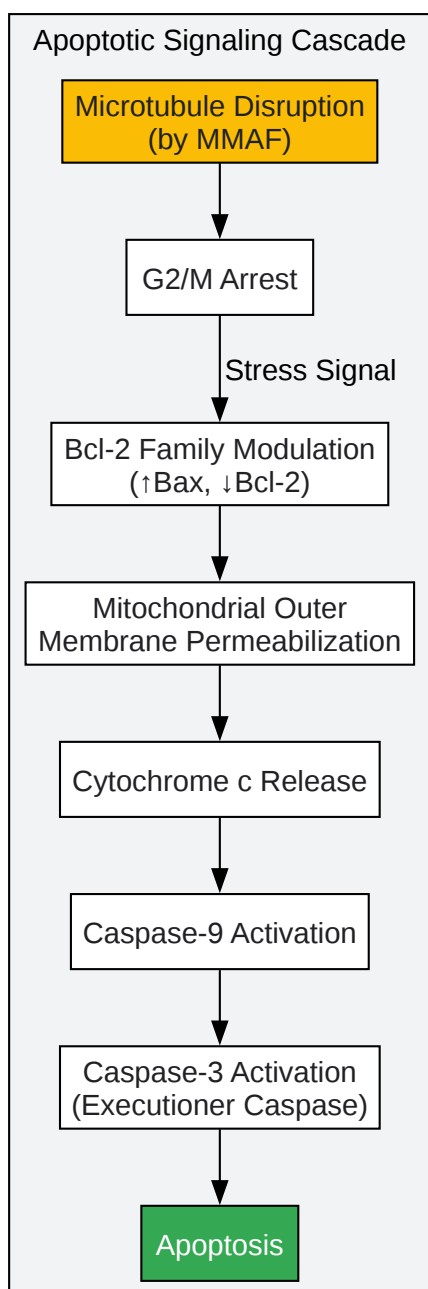 Apoptotic Signaling Cascade
Microtubule Disruption
(by MMAF)
G2/M Arrest
Stress Signal
Bcl-2 Family Modulation
(↑Bax, ↓Bcl-2)
Mitochondrial Outer
Membrane Permeabilization
Cytochrome c Release
Caspase-9 Activation
Caspase-3 Activation
(Executioner Caspase)
Apoptosis